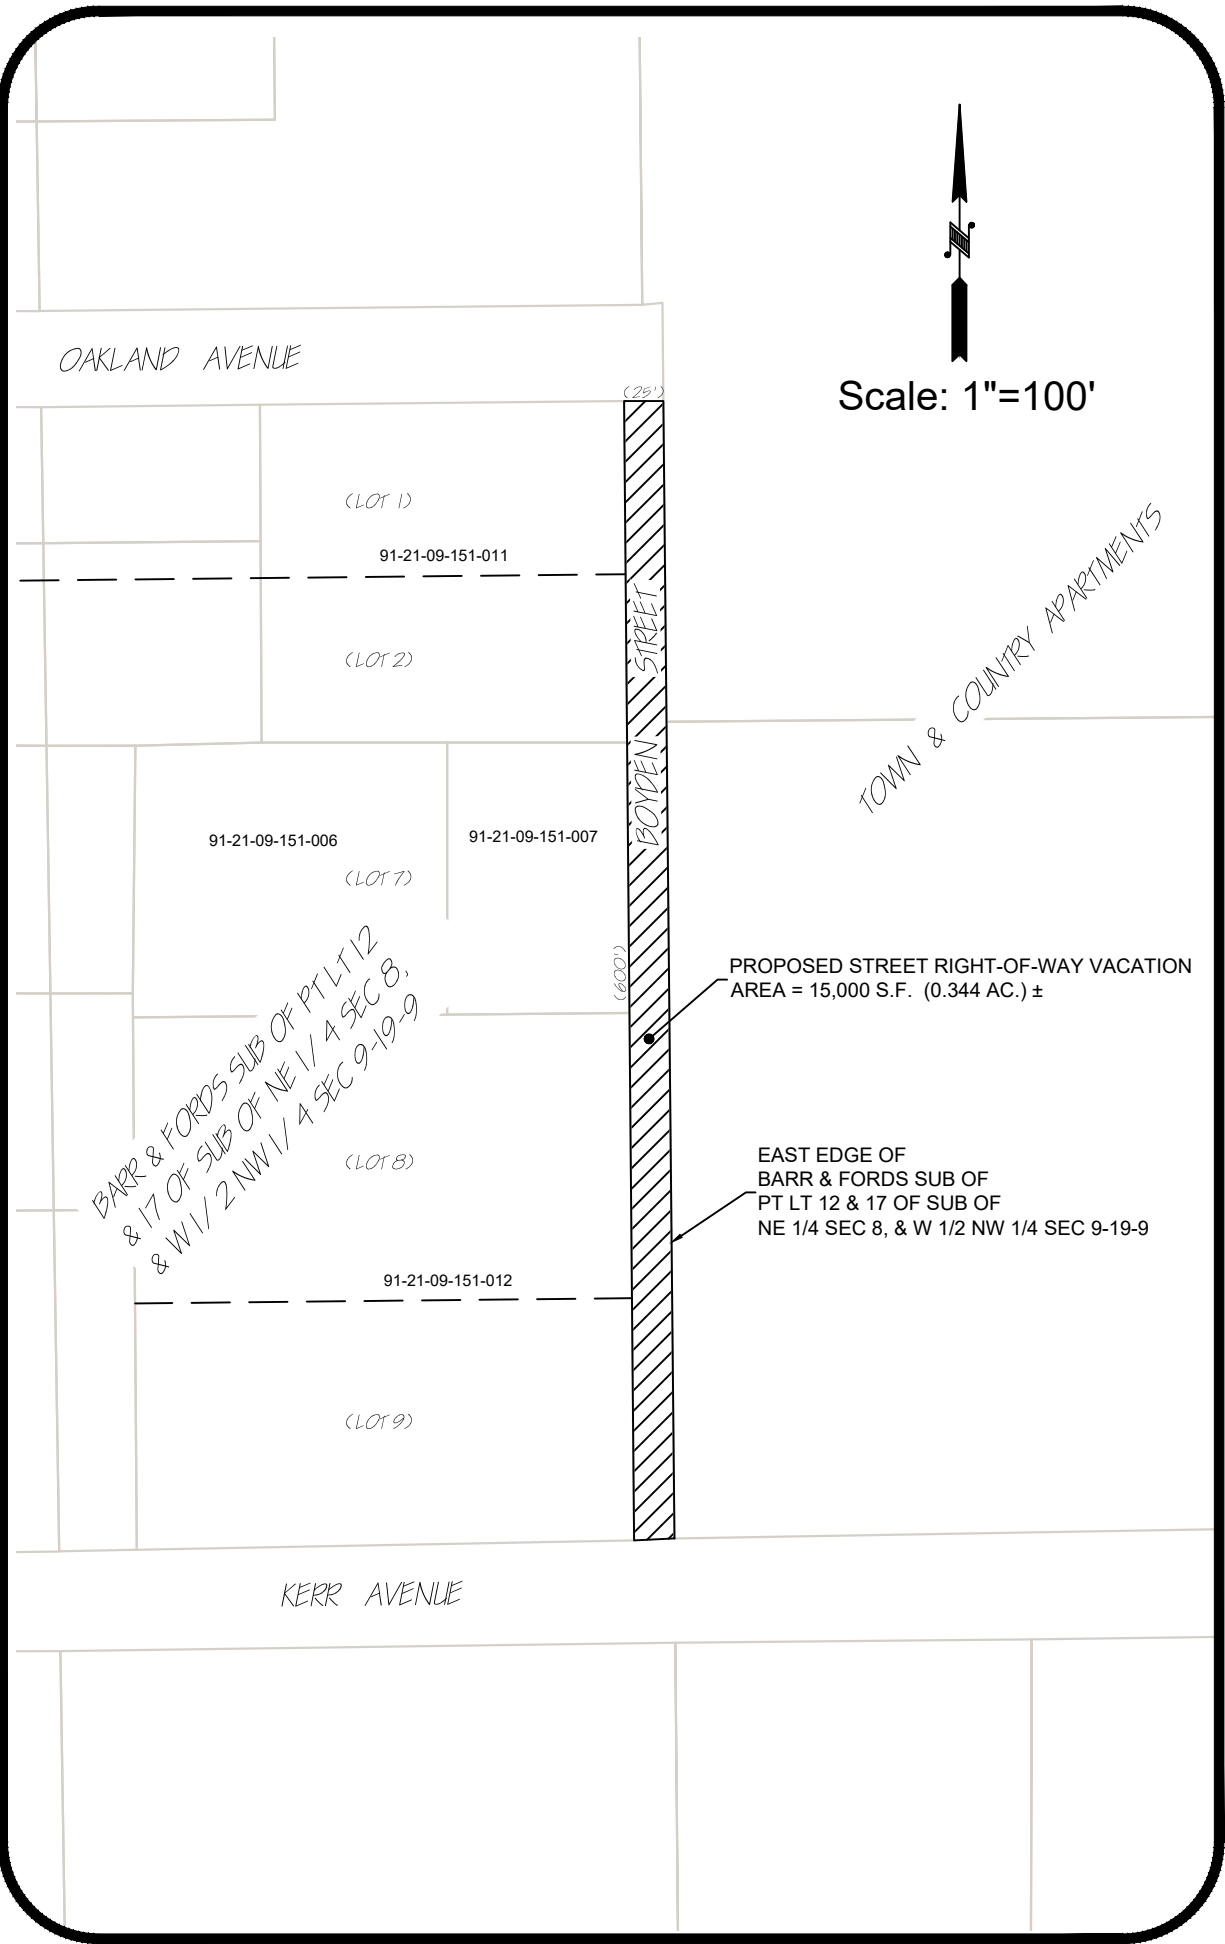 OAKLAND AVENUE
(25')
Scale: 1"=100'
(LOT 1)
91-21-09-151-011
(LOT 2)
BOYDEN STREET
TOWN & COUNTRY APARTMENTS
91-21-09-151-006
91-21-09-151-007
(LOT 7)
(600')
PROPOSED STREET RIGHT-OF-WAY VACATION
AREA = 15,000 S.F. (0.344 AC.) ±
BARR & FORDS SUB OF PT LT 12
& 17 OF SUB OF NE 1/4 SEC 8,
& W 1/2 NW 1/4 SEC 9-19-9
(LOT 8)
EAST EDGE OF
BARR & FORDS SUB OF
PT LT 12 & 17 OF SUB OF
NE 1/4 SEC 8, & W 1/2 NW 1/4 SEC 9-19-9
91-21-09-151-012
(LOT 9)
KERR AVENUE